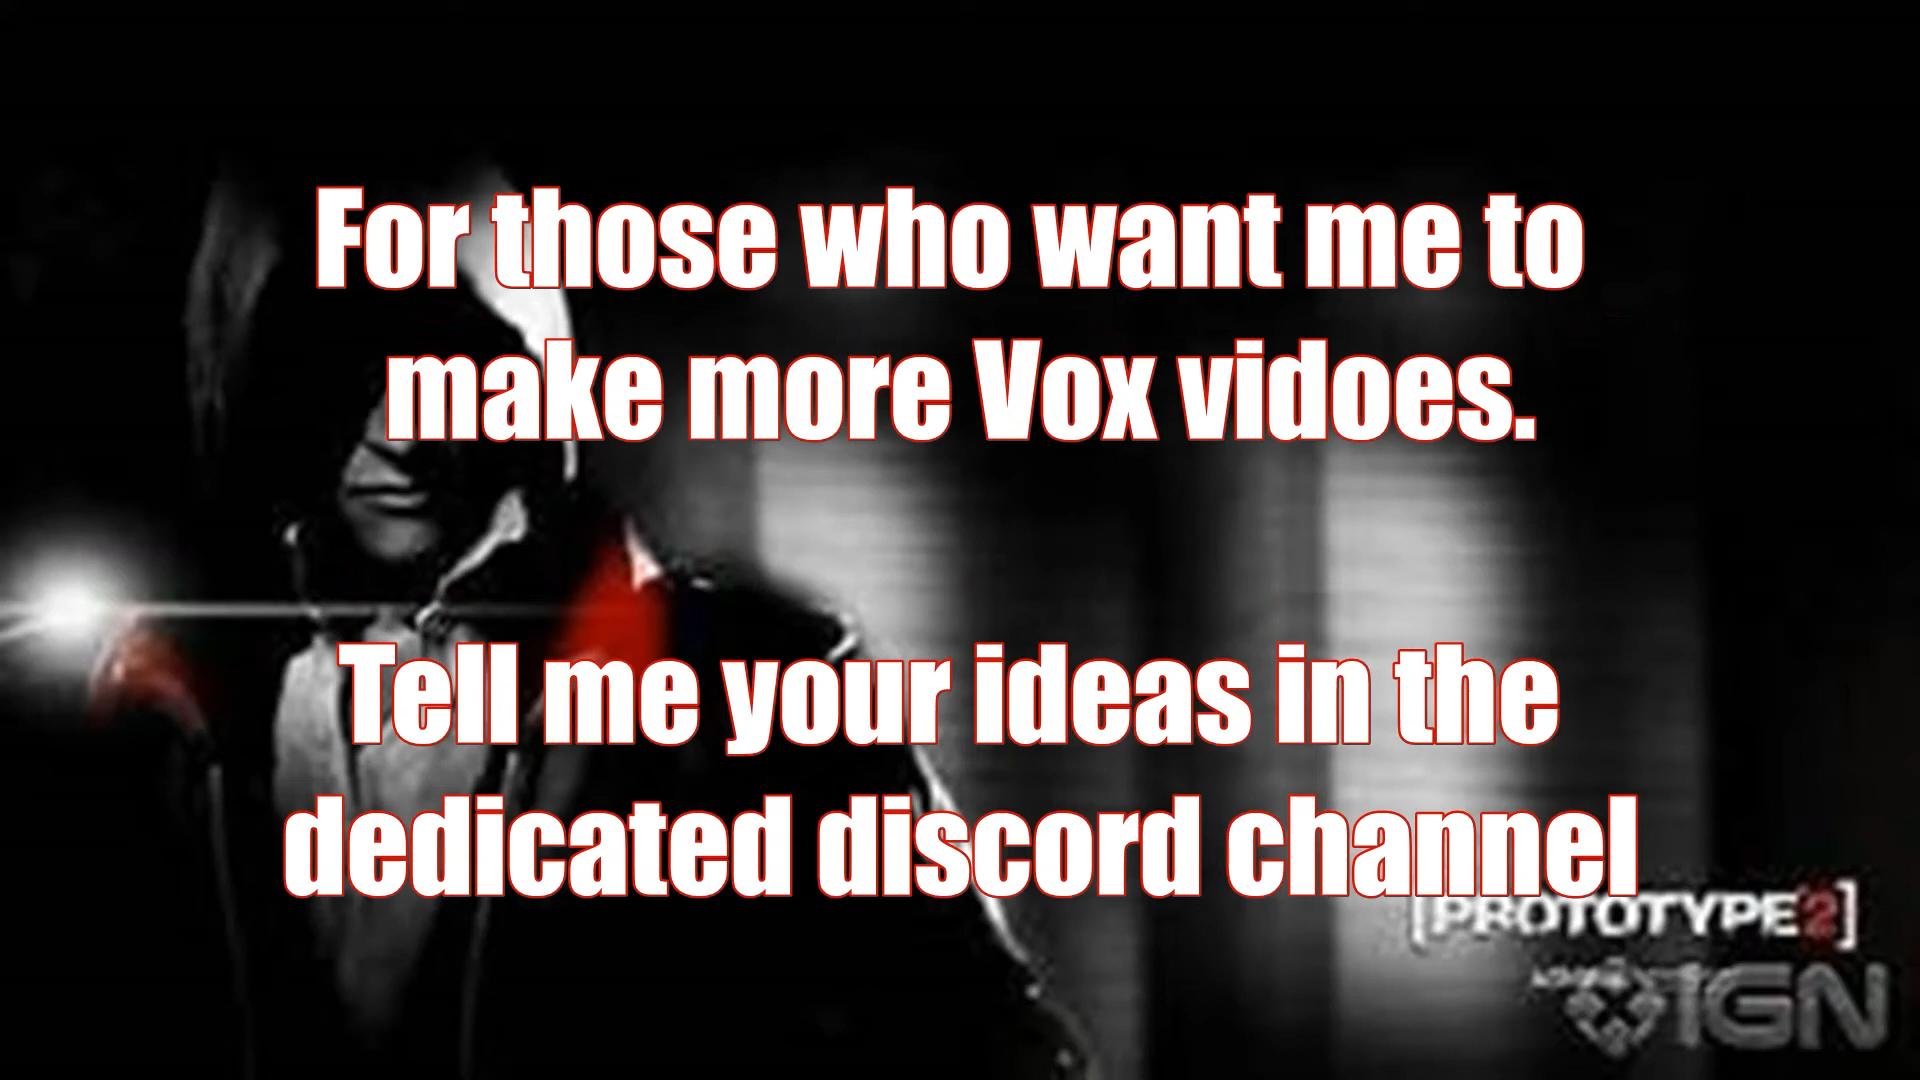 For those who want me to
make more Vox vidoes.
Tell me your ideas in the
dedicated discord channel
[PROTOTYPE2]
IGN